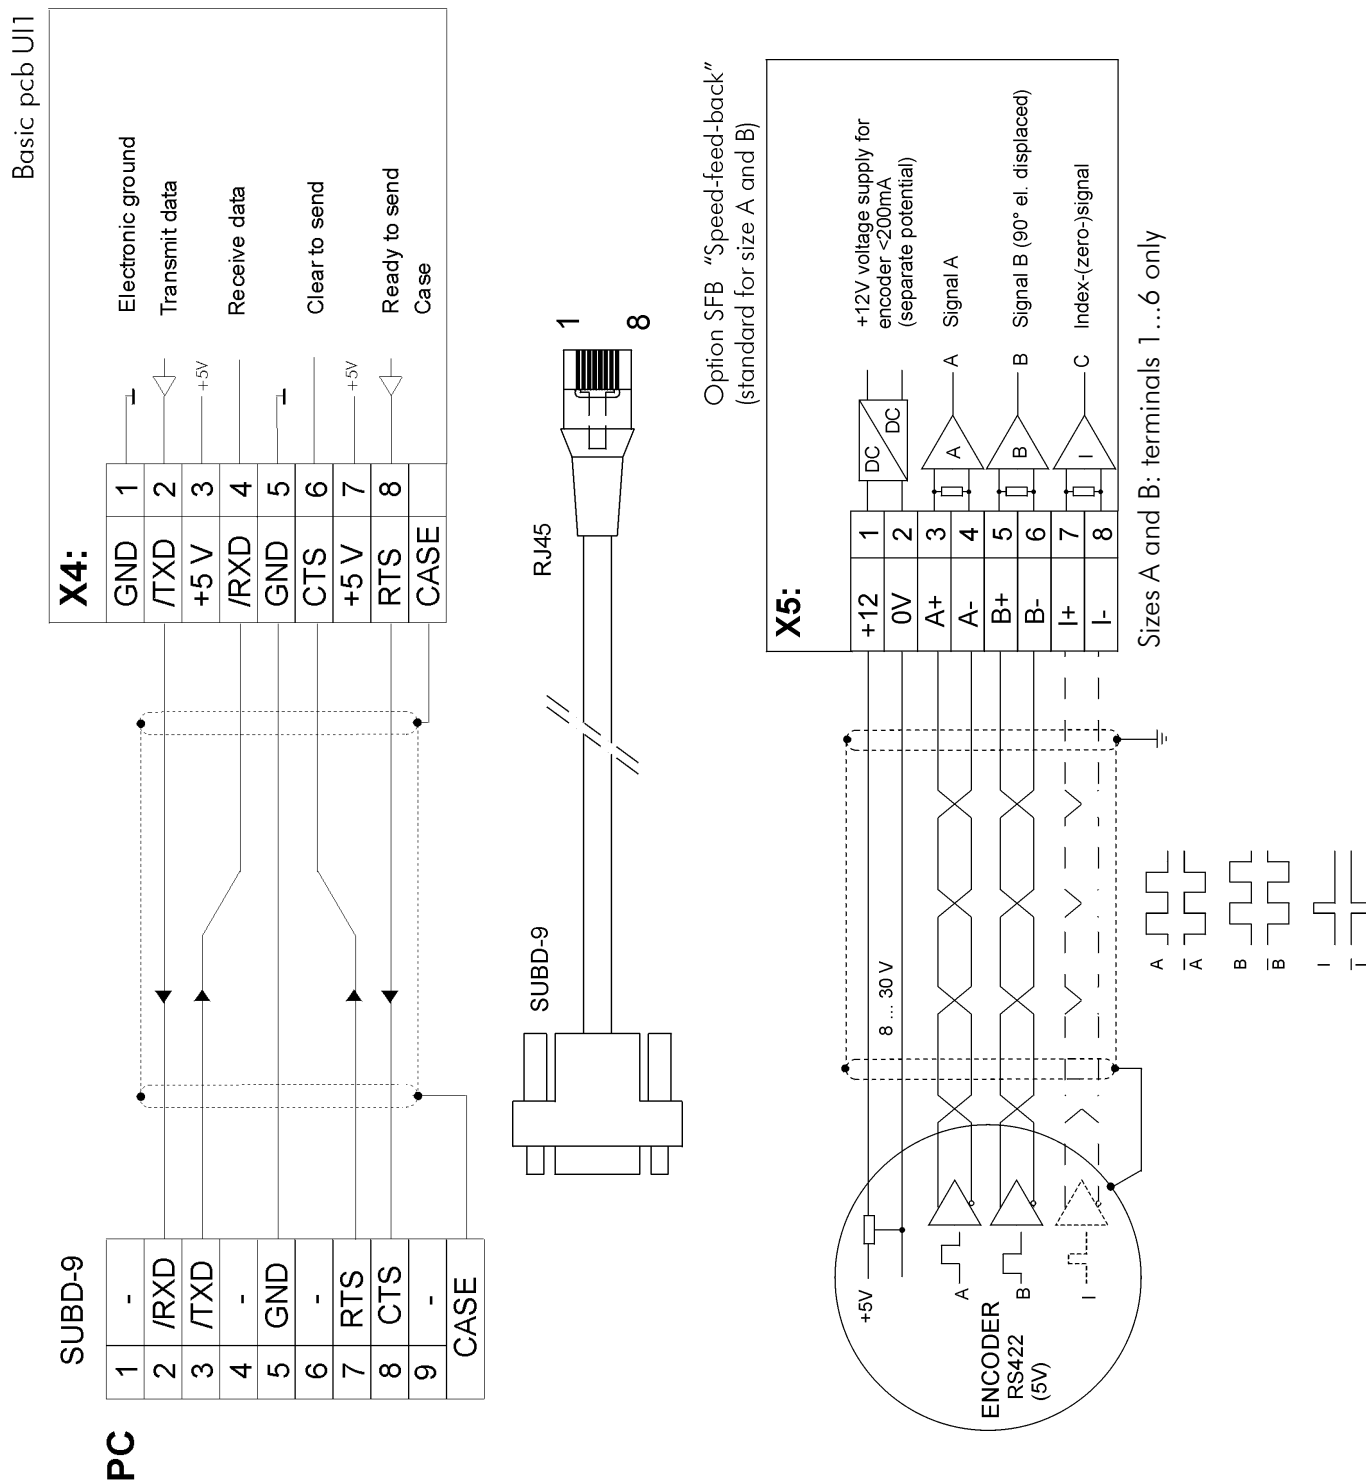 Basic pcb UI1
X4:
GND 1 Electronic ground
/TXD 2 Transmit data
+5 V 3 +5V
/RXD 4 Receive data
GND 5
CTS 6 Clear to send
+5 V 7 +5V
RTS 8 Ready to send
CASE Case
PC
SUBD-9
1 -
2 /RXD
3 /TXD
4 -
5 GND
6 -
7 RTS
8 CTS
9 -
CASE
SUBD-9
RJ45
1
8
Option SFB "Speed-feed-back"
(standard for size A and B)
X5:
+12 1 DC DC
0V 2
+12V voltage supply for
encoder <200mA
(separate potential)
A+ 3 A A Signal A
A- 4
B+ 5 B B Signal B (90° el. displaced)
B- 6
I+ 7 I C Index-(zero-)signal
I- 8
Sizes A and B: terminals 1...6 only
8 ... 30 V
+5V
A
B
I
ENCODER
RS422
(5V)
A
A
B
B
I
I